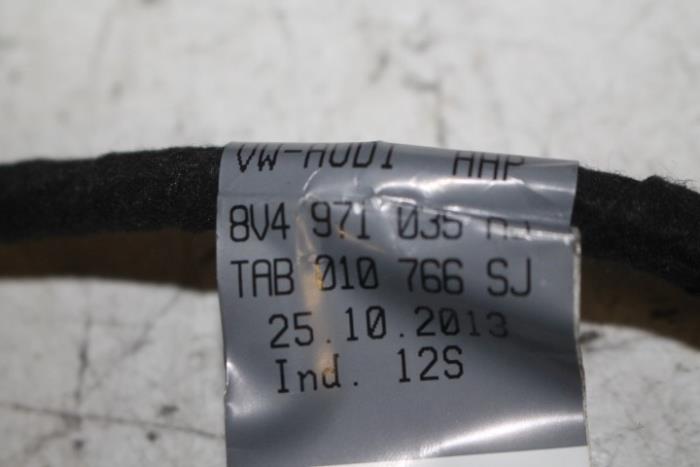 VW-AUDI AAP
8V4 971 035
TAB 010 766 SJ
25.10.2013
Ind. 12S